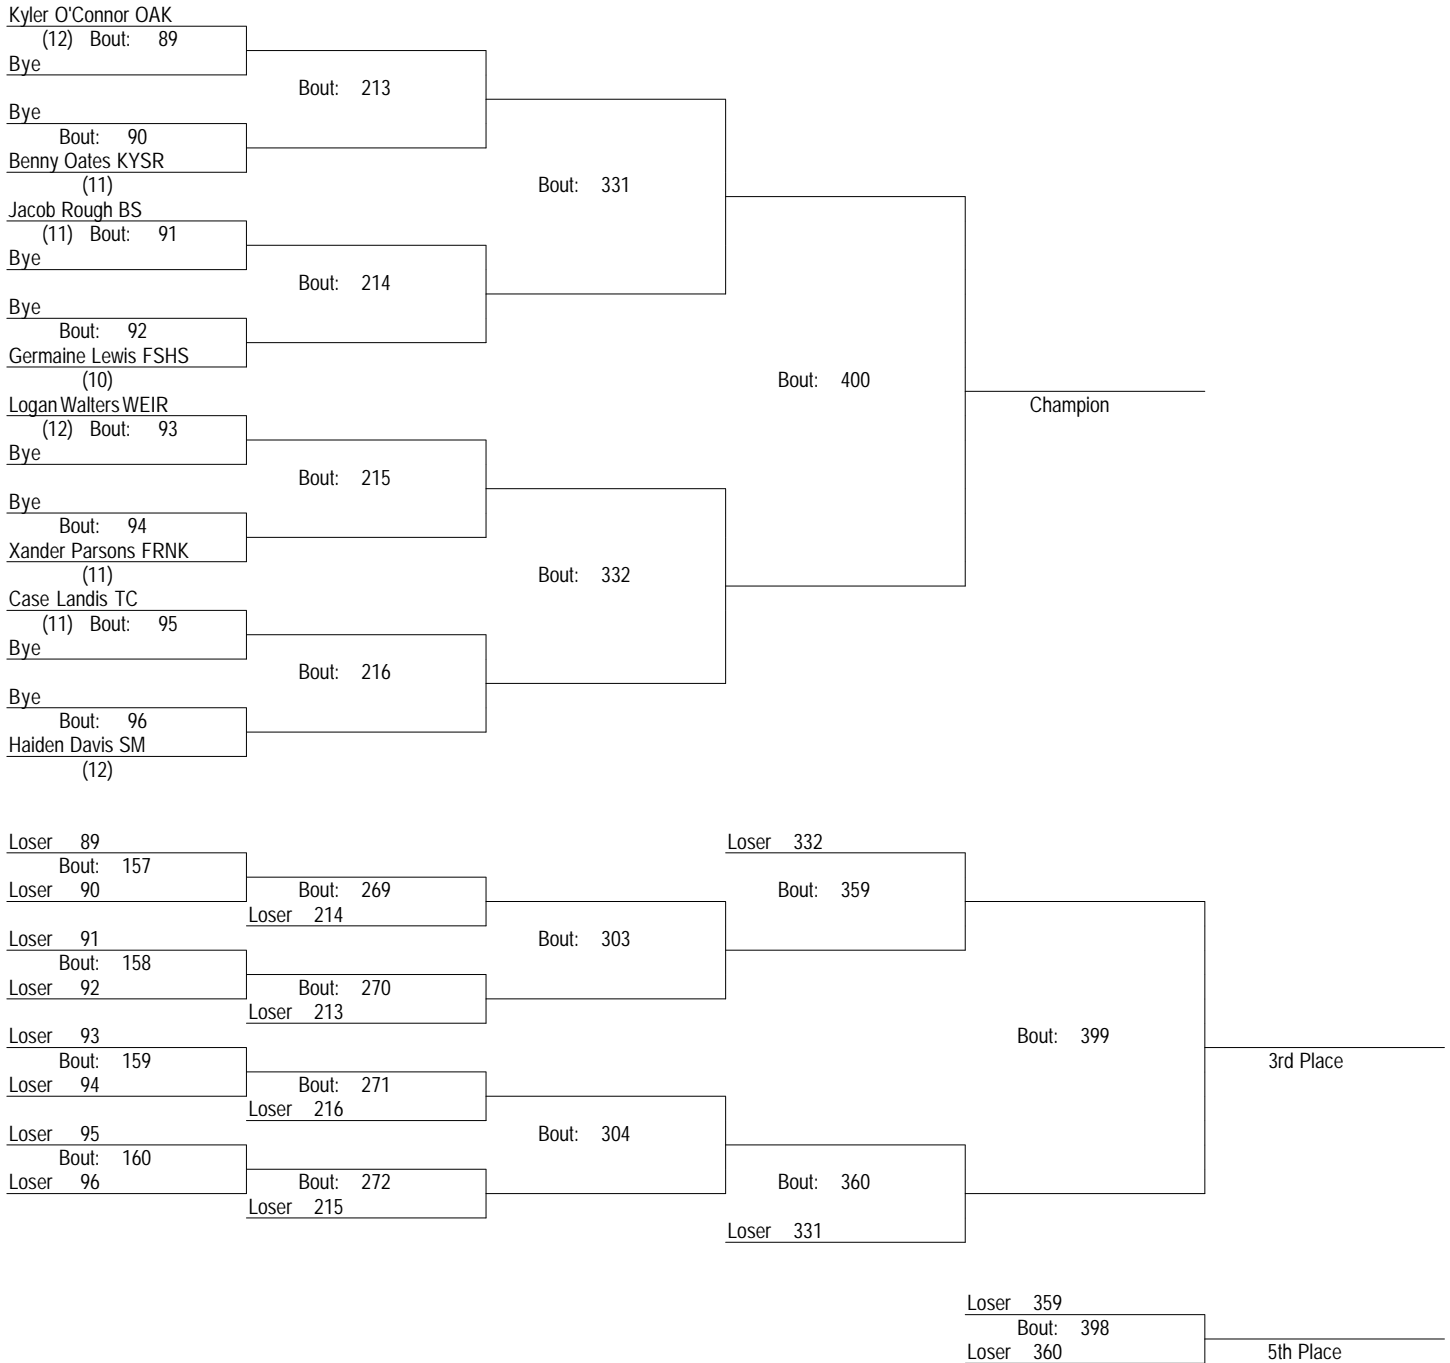 Kyler O'Connor OAK
(12) Bout: 89
Bye
Bout: 213
Bye
Bout: 90
Benny Oates KYSR
(11)
Bout: 331
Jacob Rough BS
(11) Bout: 91
Bye
Bout: 214
Bye
Bout: 92
Germaine Lewis FSHS
(10)
Bout: 400
Logan Walters WEIR
Champion
(12) Bout: 93
Bye
Bout: 215
Bye
Bout: 94
Xander Parsons FRNK
(11)
Bout: 332
Case Landis TC
(11) Bout: 95
Bye
Bout: 216
Bye
Bout: 96
Haiden Davis SM
(12)
Loser 89
Loser 332
Bout: 157
Loser 90
Bout: 269
Bout: 359
Loser 214
Loser 91
Bout: 303
Bout: 158
Loser 92
Bout: 270
Loser 213
Loser 93
Bout: 399
Bout: 159
3rd Place
Loser 94
Bout: 271
Loser 216
Loser 95
Bout: 304
Bout: 160
Loser 96
Bout: 272
Bout: 360
Loser 215
Loser 331
Loser 359
Bout: 398
Loser 360
5th Place